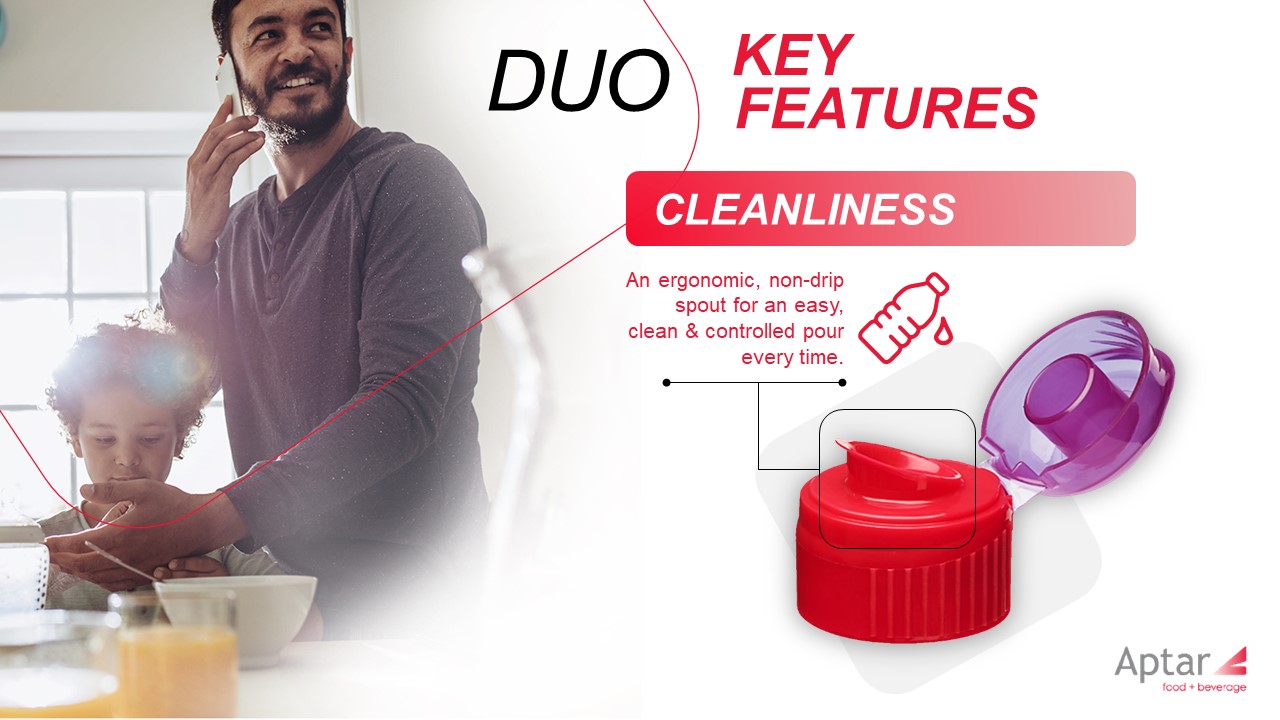 DUO
KEY
FEATURES
CLEANLINESS
An ergonomic, non-drip
spout for an easy,
clean & controlled pour
every time.
Aptar
food + beverage